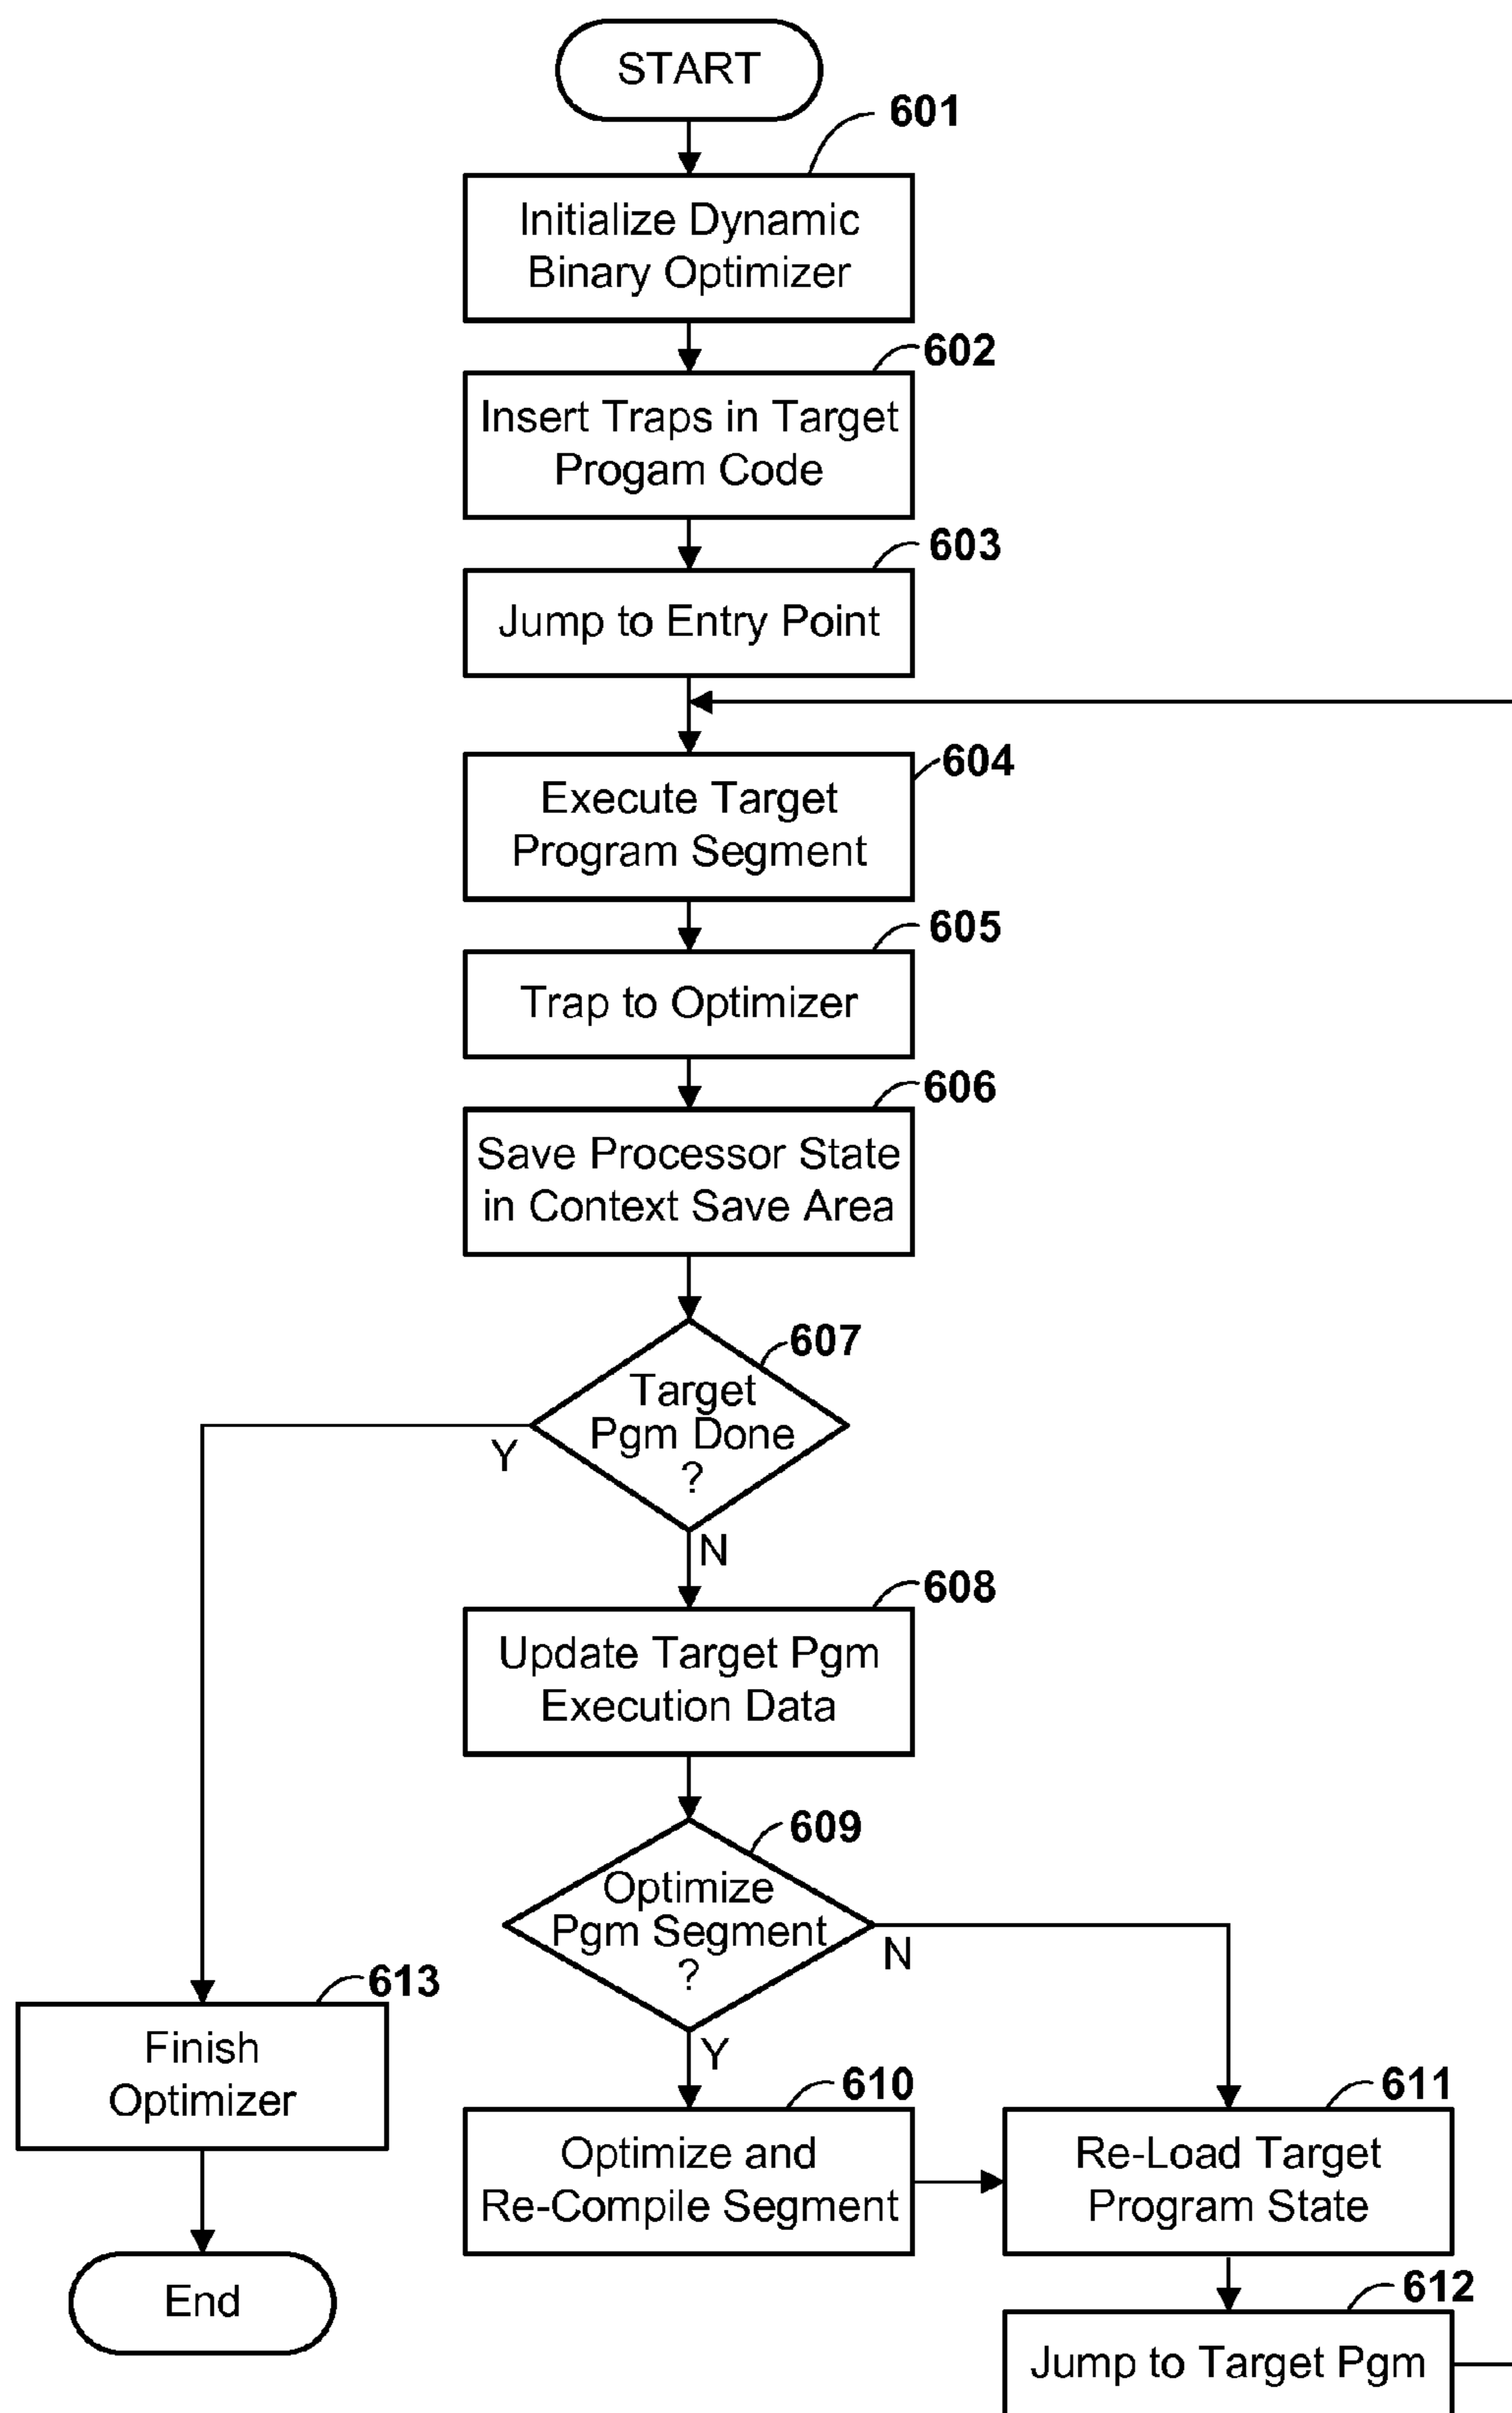 START
601
Initialize Dynamic
Binary Optimizer
602
Insert Traps in Target
Progam Code
603
Jump to Entry Point
604
Execute Target
Program Segment
605
Trap to Optimizer
606
Save Processor State
in Context Save Area
607
Target
Pgm Done
?
Y
N
608
Update Target Pgm
Execution Data
609
Optimize
Pgm Segment
?
N
Y
613
Finish
Optimizer
610
Optimize and
Re-Compile Segment
611
Re-Load Target
Program State
End
612
Jump to Target Pgm